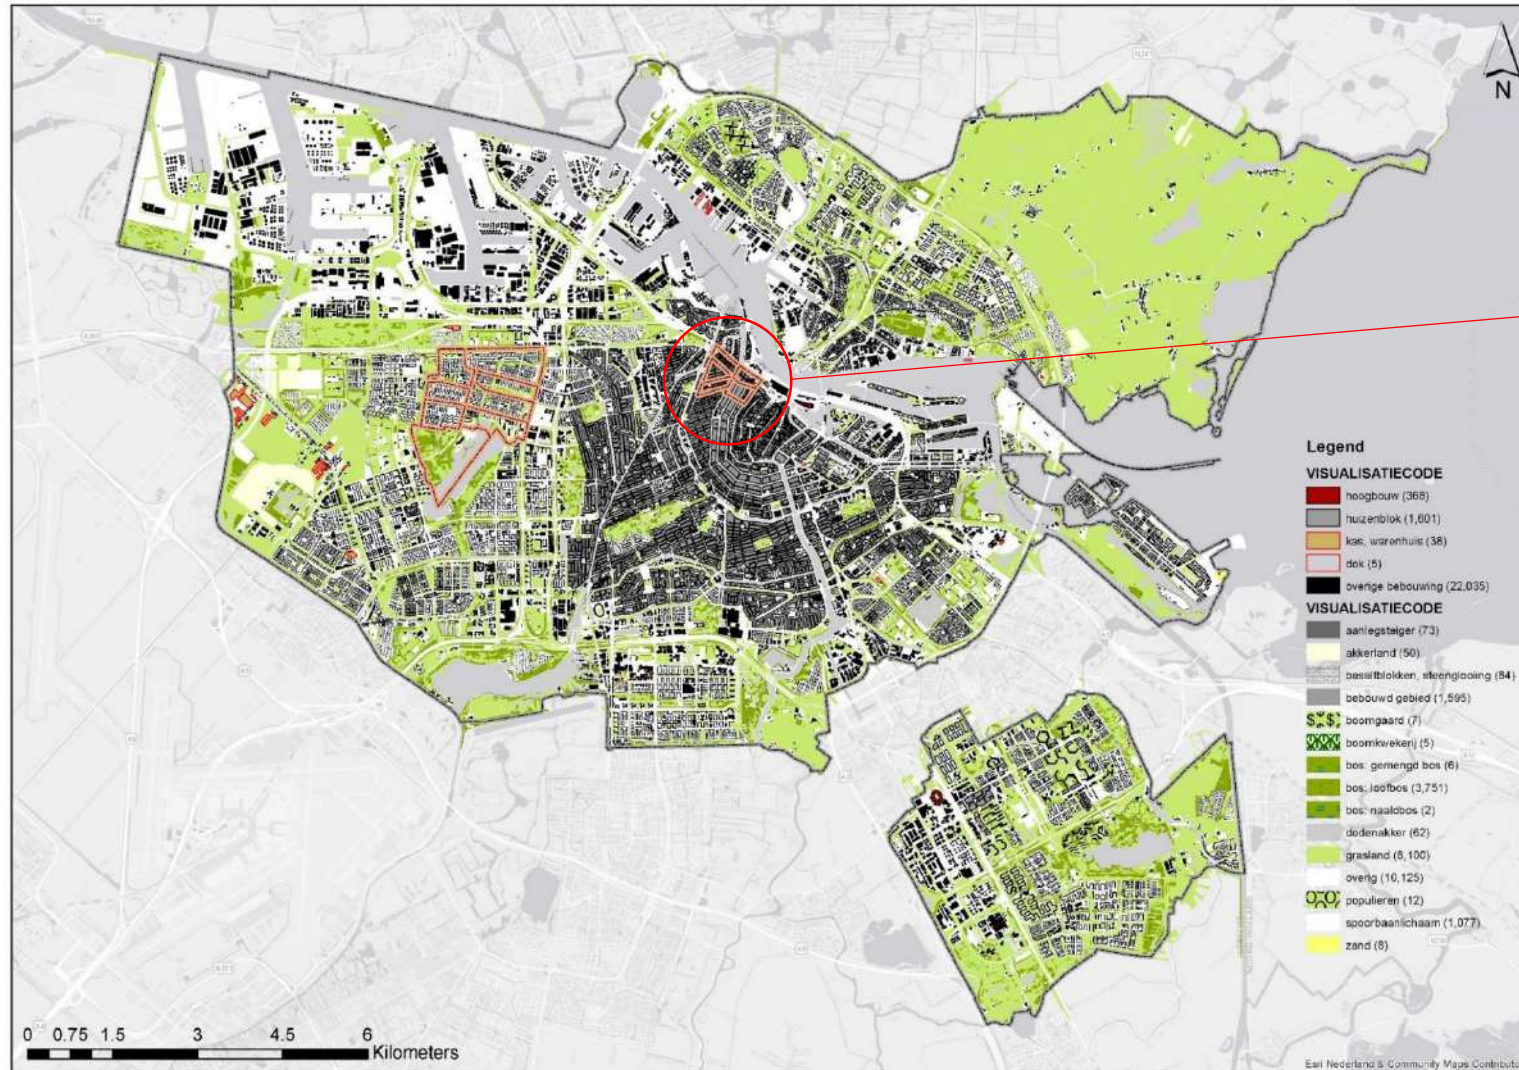 N
Legend
VISUALISATIECODE
hoogbouw (368)
huizenblok (1,601)
kas, warenhuis (38)
dok (5)
overige bebouwing (22,035)
VISUALISATIECODE
aanlegsteiger (73)
akkerland (50)
basaltblokken, steenglooiing (84)
bebouwd gebied (1,595)
boomgaard (7)
boomkwekerij (5)
bos: gemengd bos (6)
bos: loofbos (3,751)
bos: naaldbos (2)
dodenakker (62)
grasland (8,100)
overig (10,125)
populieren (12)
spoorbaanlichaam (1,077)
zand (8)
0 0.75 1.5 3 4.5 6
Kilometers
Esri Nederland & Community Maps Contributo